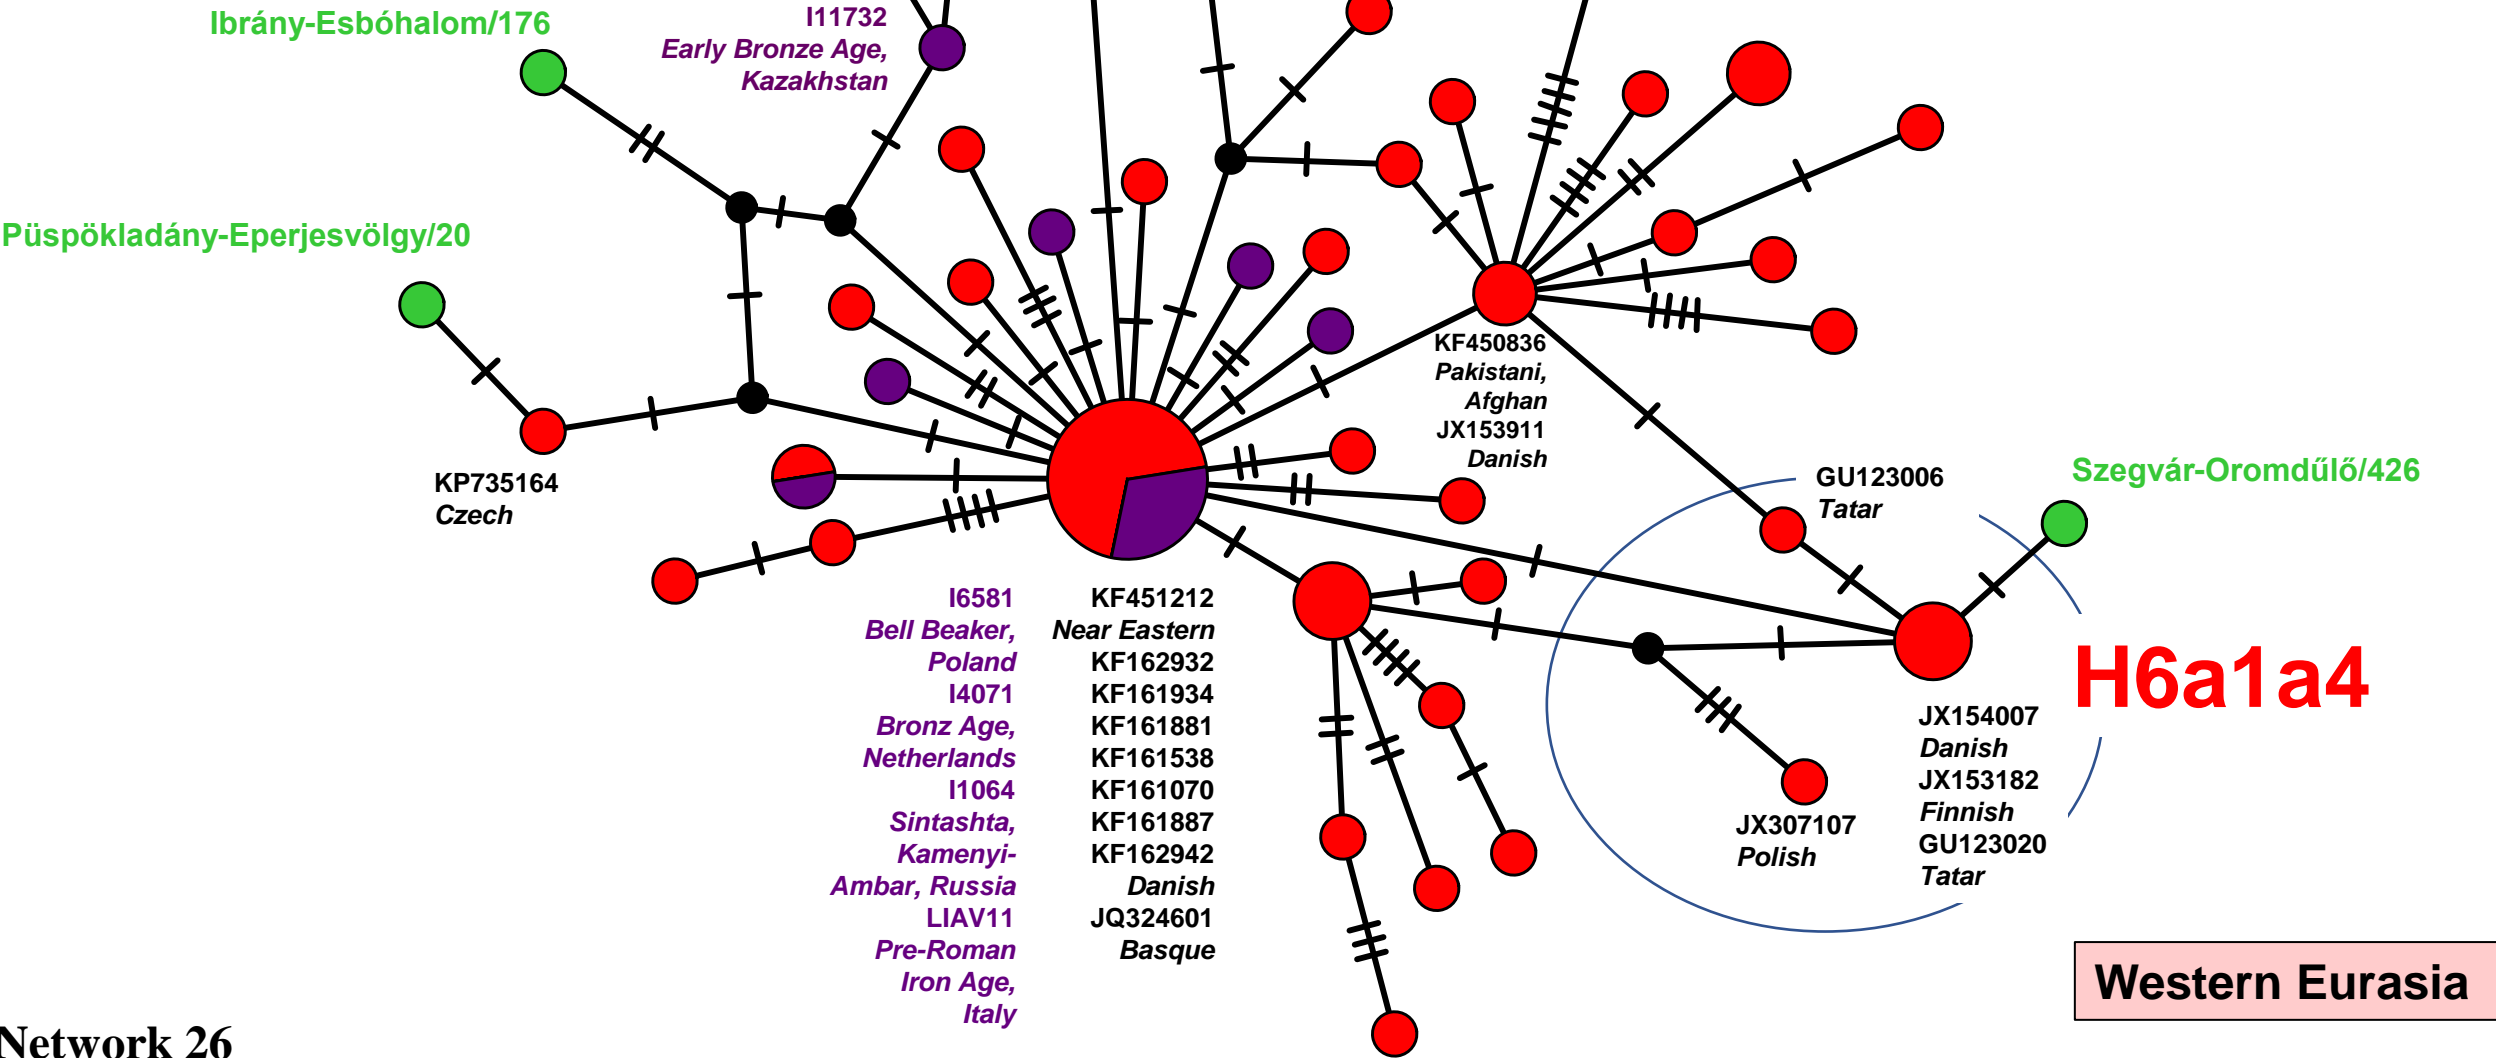 Ibrány-Esbóhalom/176
I11732
Early Bronze Age,
Kazakhstan
Püspökladány-Eperjesvölgy/20
KF450836
Pakistani,
Afghan
JX153911
Danish
KP735164
Czech
GU123006
Tatar
Szegvár-Oromdűlő/426
H6a1a4
I6581
Bell Beaker,
Poland
I4071
Bronz Age,
Netherlands
I1064
Sintashta,
Kamenyi-
Ambar, Russia
LIAV11
Pre-Roman
Iron Age,
Italy
KF451212
Near Eastern
KF162932
KF161934
KF161881
KF161538
KF161070
KF161887
KF162942
Danish
JQ324601
Basque
JX307107
Polish
JX154007
Danish
JX153182
Finnish
GU123020
Tatar
Western Eurasia
Network 26